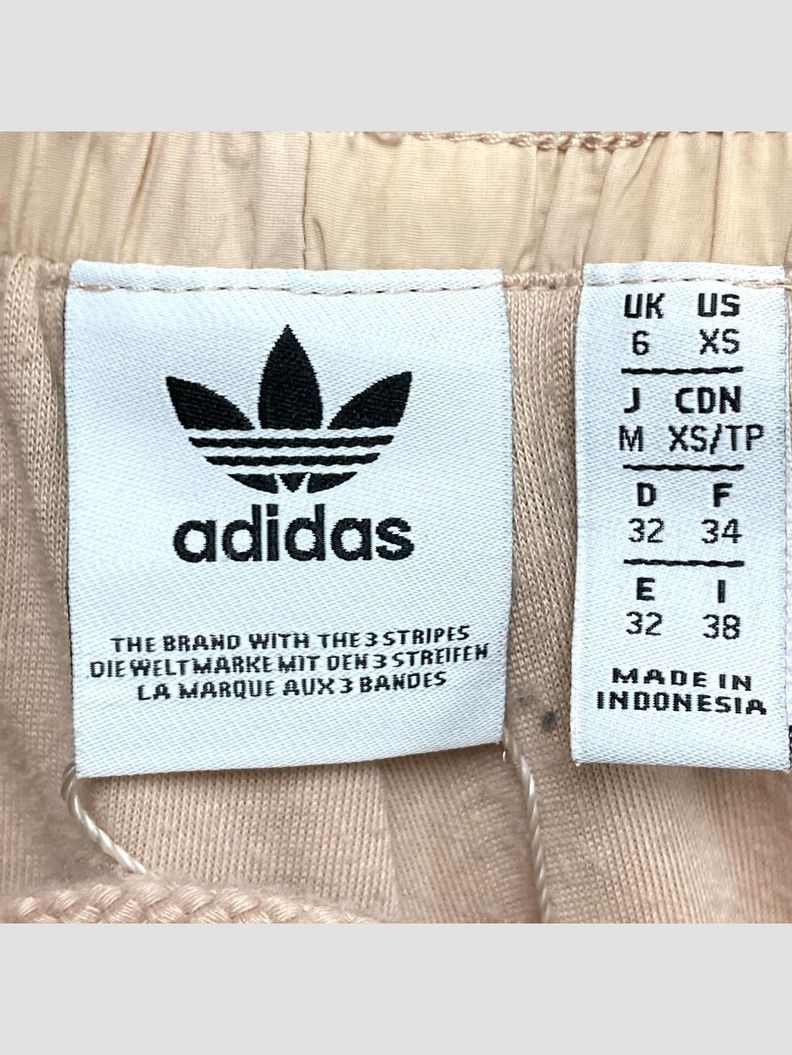 adidas
THE BRAND WITH THE 3 STRIPES
DIE WELTMARKE MIT DEN 3 STREIFEN
LA MARQUE AUX 3 BANDES
UK US
6 XS
J CDN
M XS/TP
D F
32 34
E I
32 38
MADE IN
INDONESIA